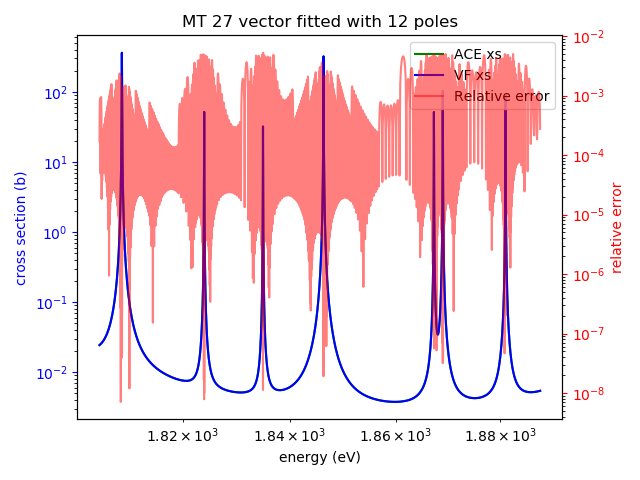 MT 27 vector fitted with 12 poles
ACE xs
VF xs
Relative error
cross section (b)
10²
10¹
10⁰
10⁻¹
10⁻²
relative error
10⁻²
10⁻³
10⁻⁴
10⁻⁵
10⁻⁶
10⁻⁷
10⁻⁸
1.82×10³ 1.84×10³ 1.86×10³ 1.88×10³
energy (eV)